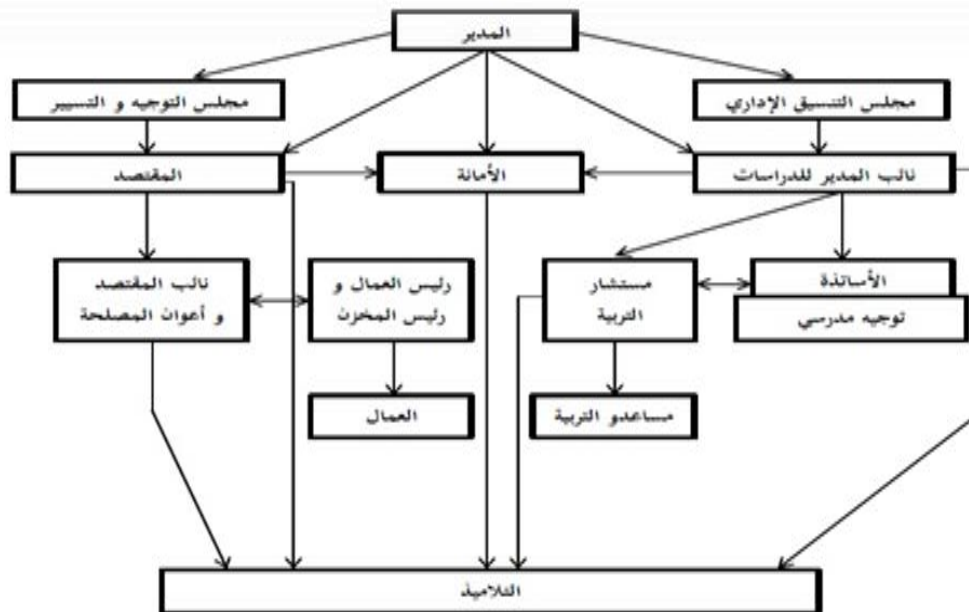 المدير
مجلس التنسيق الإداري
مجلس التوجيه و التسيير
نائب المدير للدراسات
الأمانة
المقتصد
الأساتذة
توجيه مدرسي
مستشار
التربية
رئيس العمال و
رئيس المخزن
نائب المقتصد
و أعوان المصلحة
مساعدو التربية
العمال
التلاميذ